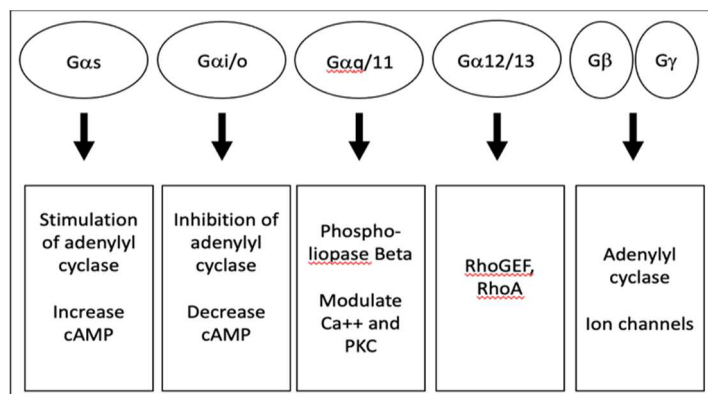 Gαs
Gαi/o
Gαq/11
Gα12/13
Gβ
Gγ
Stimulation
of adenylyl
cyclase
Increase
cAMP
Inhibition of
adenylyl
cyclase
Decrease
cAMP
Phospho-
liopase Beta
Modulate
Ca++ and
PKC
RhoGEF,
RhoA
Adenylyl
cyclase
Ion channels